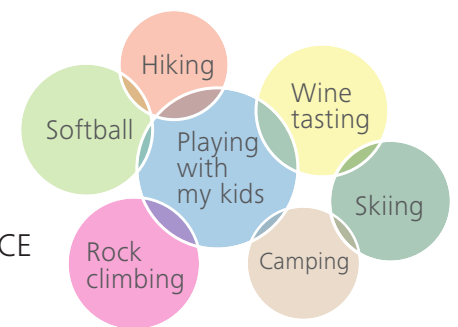 Hiking
Wine
tasting
Softball
Playing
with
my kids
Skiing
CE
Rock
climbing
Camping